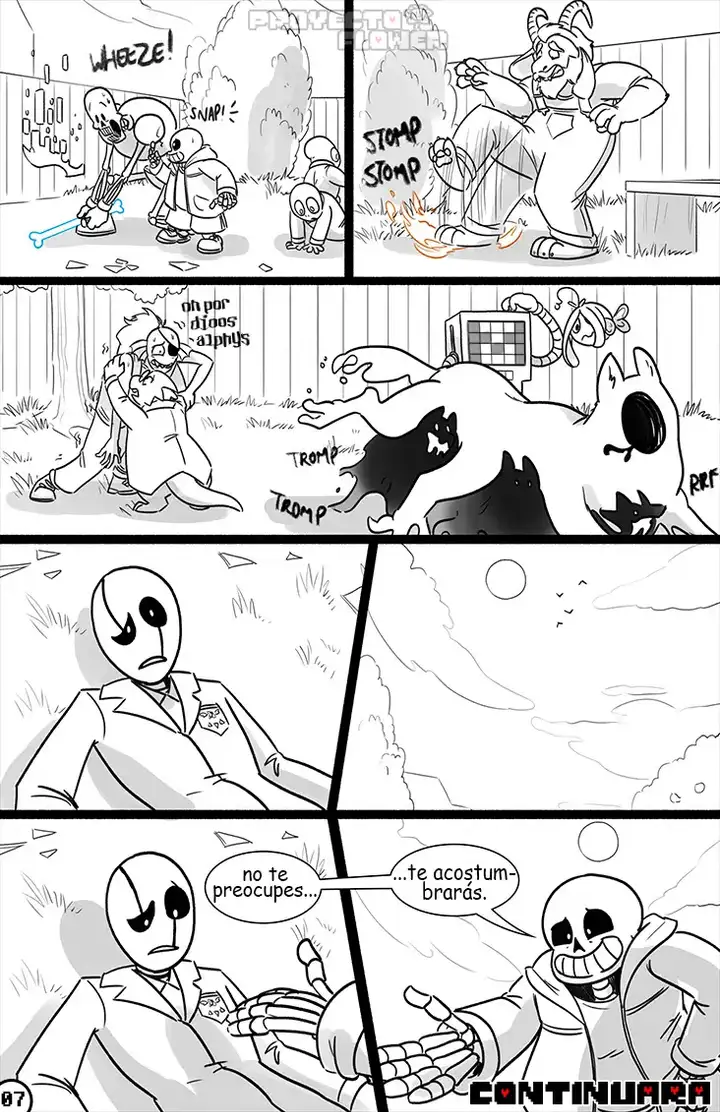 PROYECTO
FLOWER
WHEEZE!
SNAP!
STOMP
STOMP
oh por
dioos
alphys
TROMP
TROMP
RRF
no te
preocupes...
...te acostum-
brarás.
07
CONTINUARA